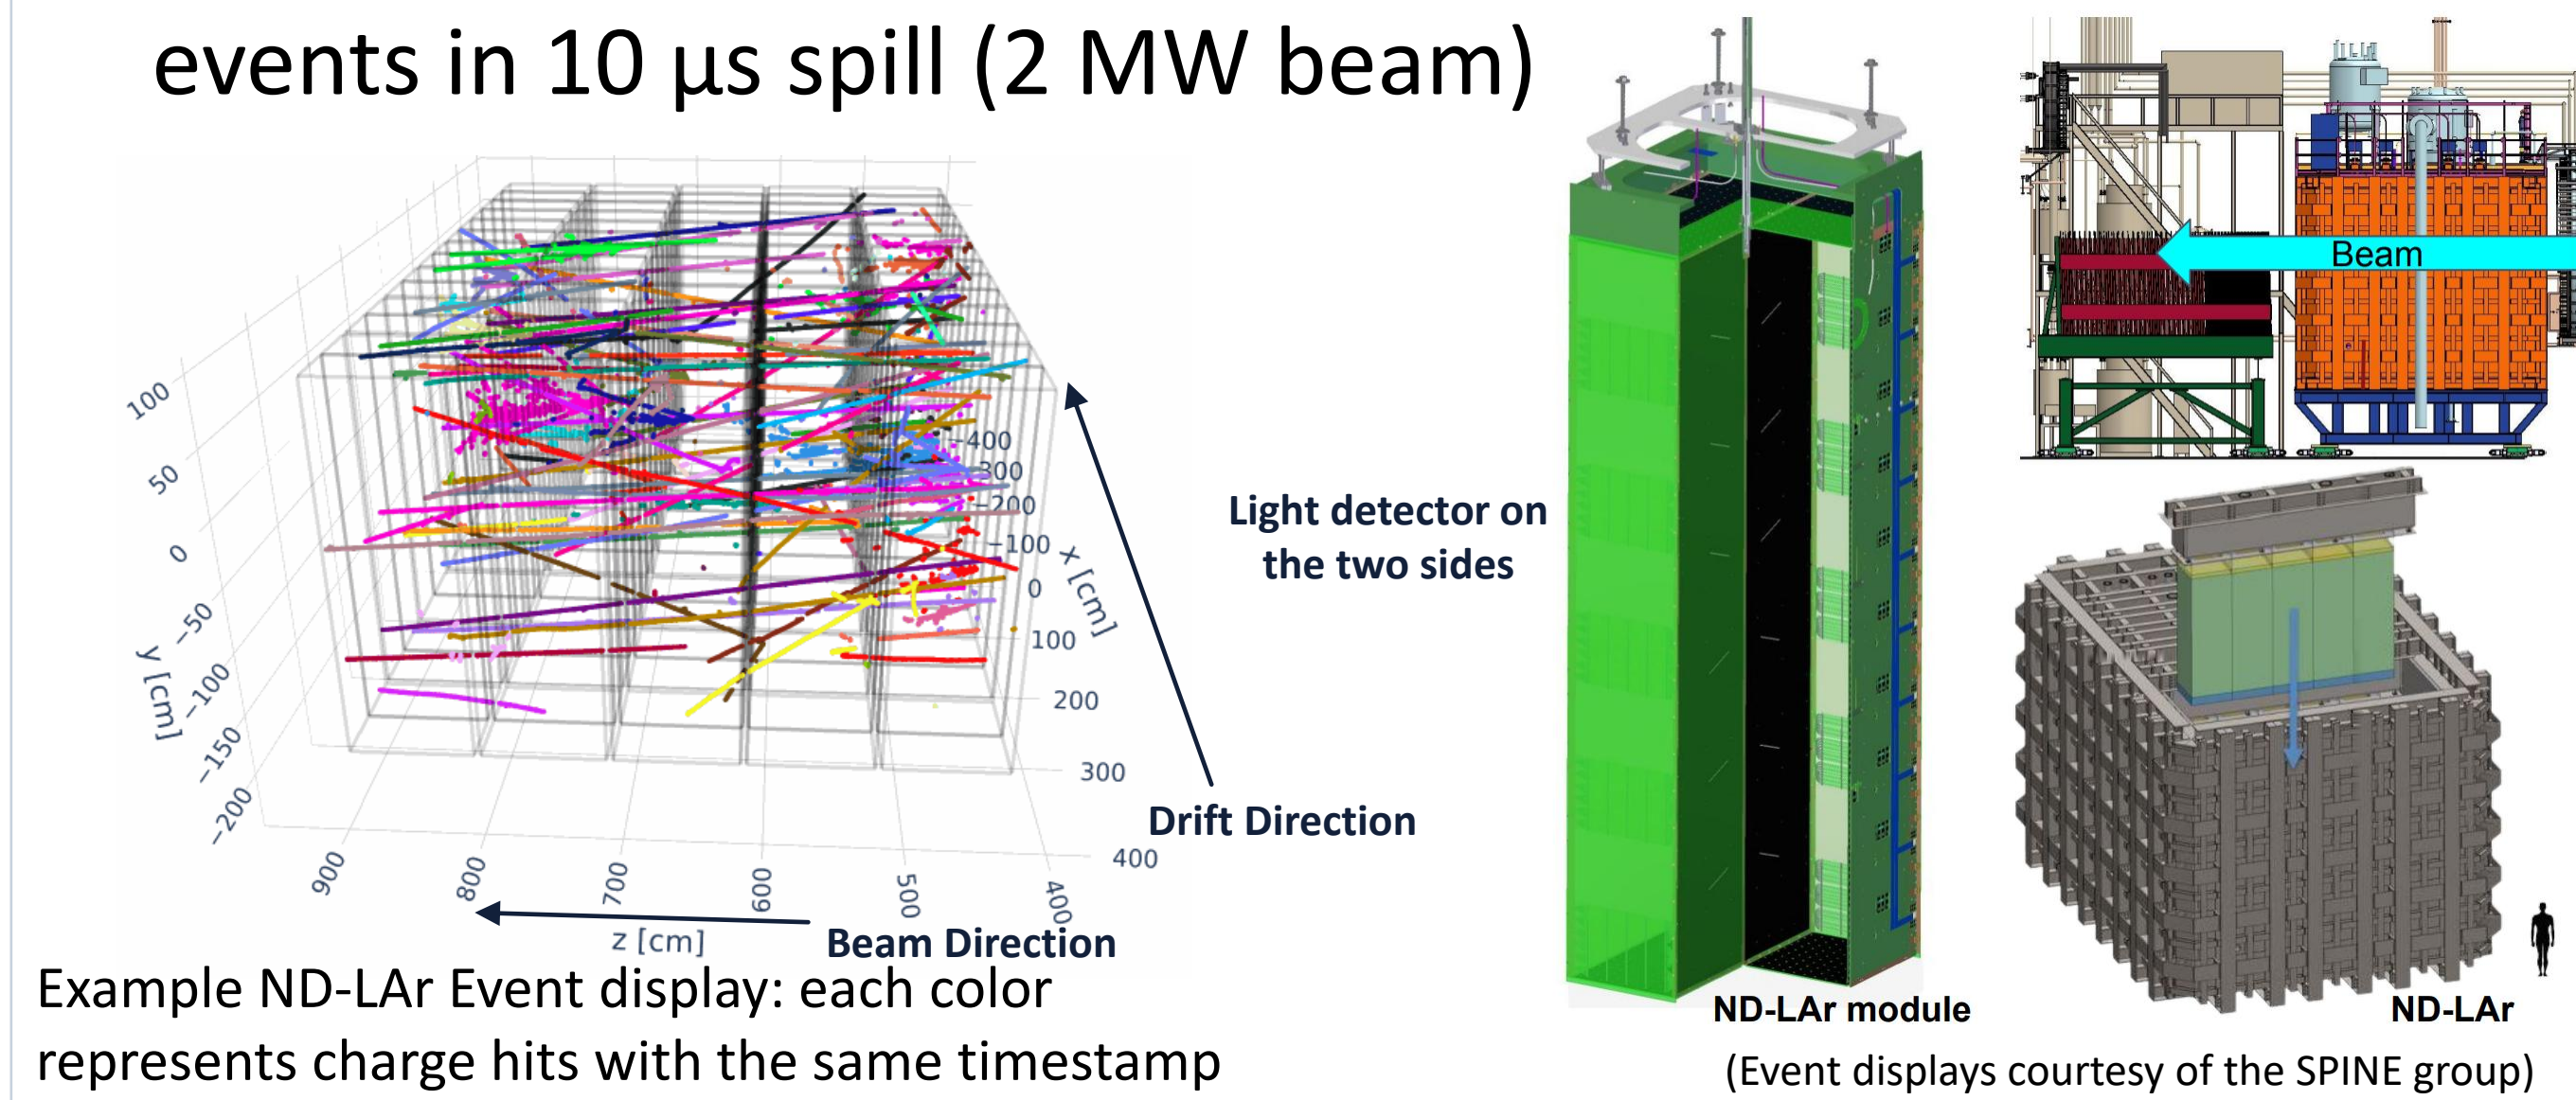 events in 10 µs spill (2 MW beam)
100
50
0
−50
−100
−150
−200
y [cm]
−400
−300
−200
−100
0
100
200
300
400
x [cm]
900
800
700
600
500
400
z [cm]
Drift Direction
Beam Direction
Example ND-LAr Event display: each color
represents charge hits with the same timestamp
Light detector on
the two sides
ND-LAr module
Beam
ND-LAr
(Event displays courtesy of the SPINE group)